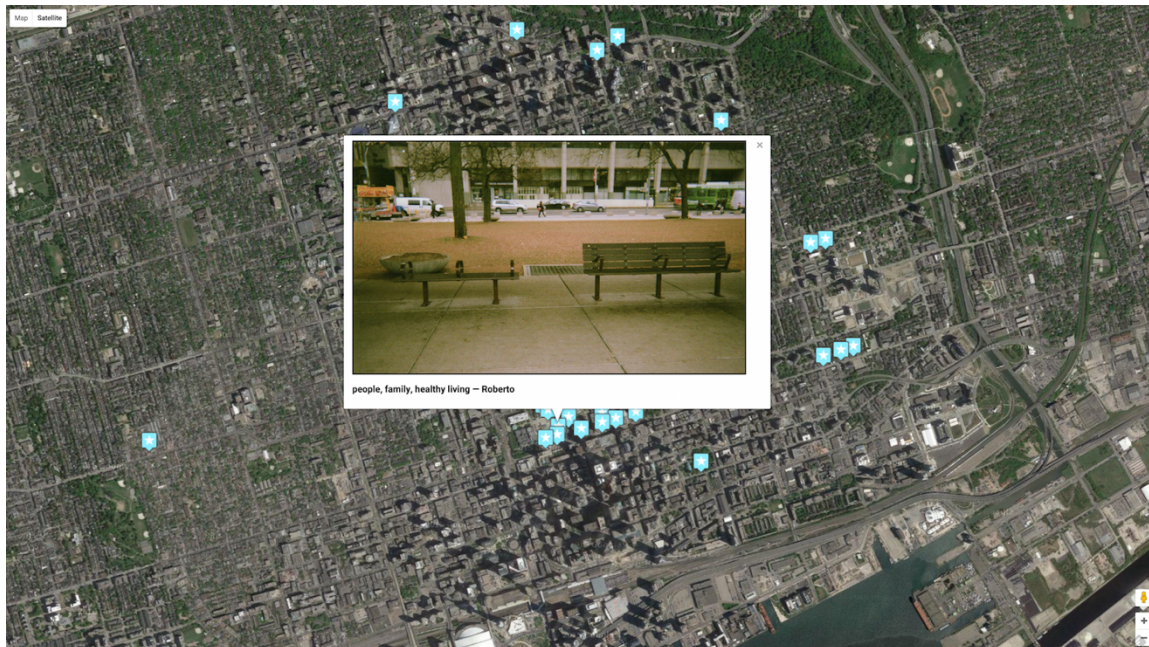 Map Satellite
people, family, healthy living — Roberto